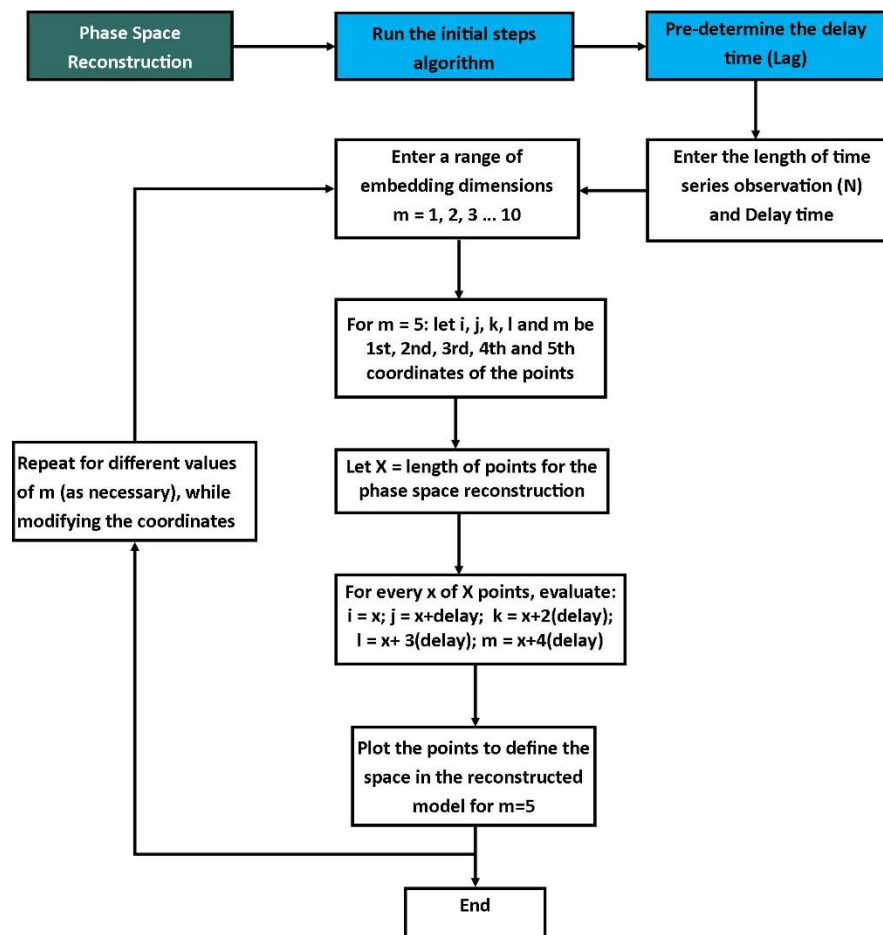 Phase Space
Reconstruction
Run the initial steps
algorithm
Pre-determine the delay
time (Lag)
Enter a range of
embedding dimensions
m = 1, 2, 3 ... 10
Enter the length of time
series observation (N)
and Delay time
For m = 5: let i, j, k, l and m be
1st, 2nd, 3rd, 4th and 5th
coordinates of the points
Repeat for different values
of m (as necessary), while
modifying the coordinates
Let X = length of points for the
phase space reconstruction
For every x of X points, evaluate:
i = x; j = x+delay; k = x+2(delay);
l = x+ 3(delay); m = x+4(delay)
Plot the points to define the
space in the reconstructed
model for m=5
End